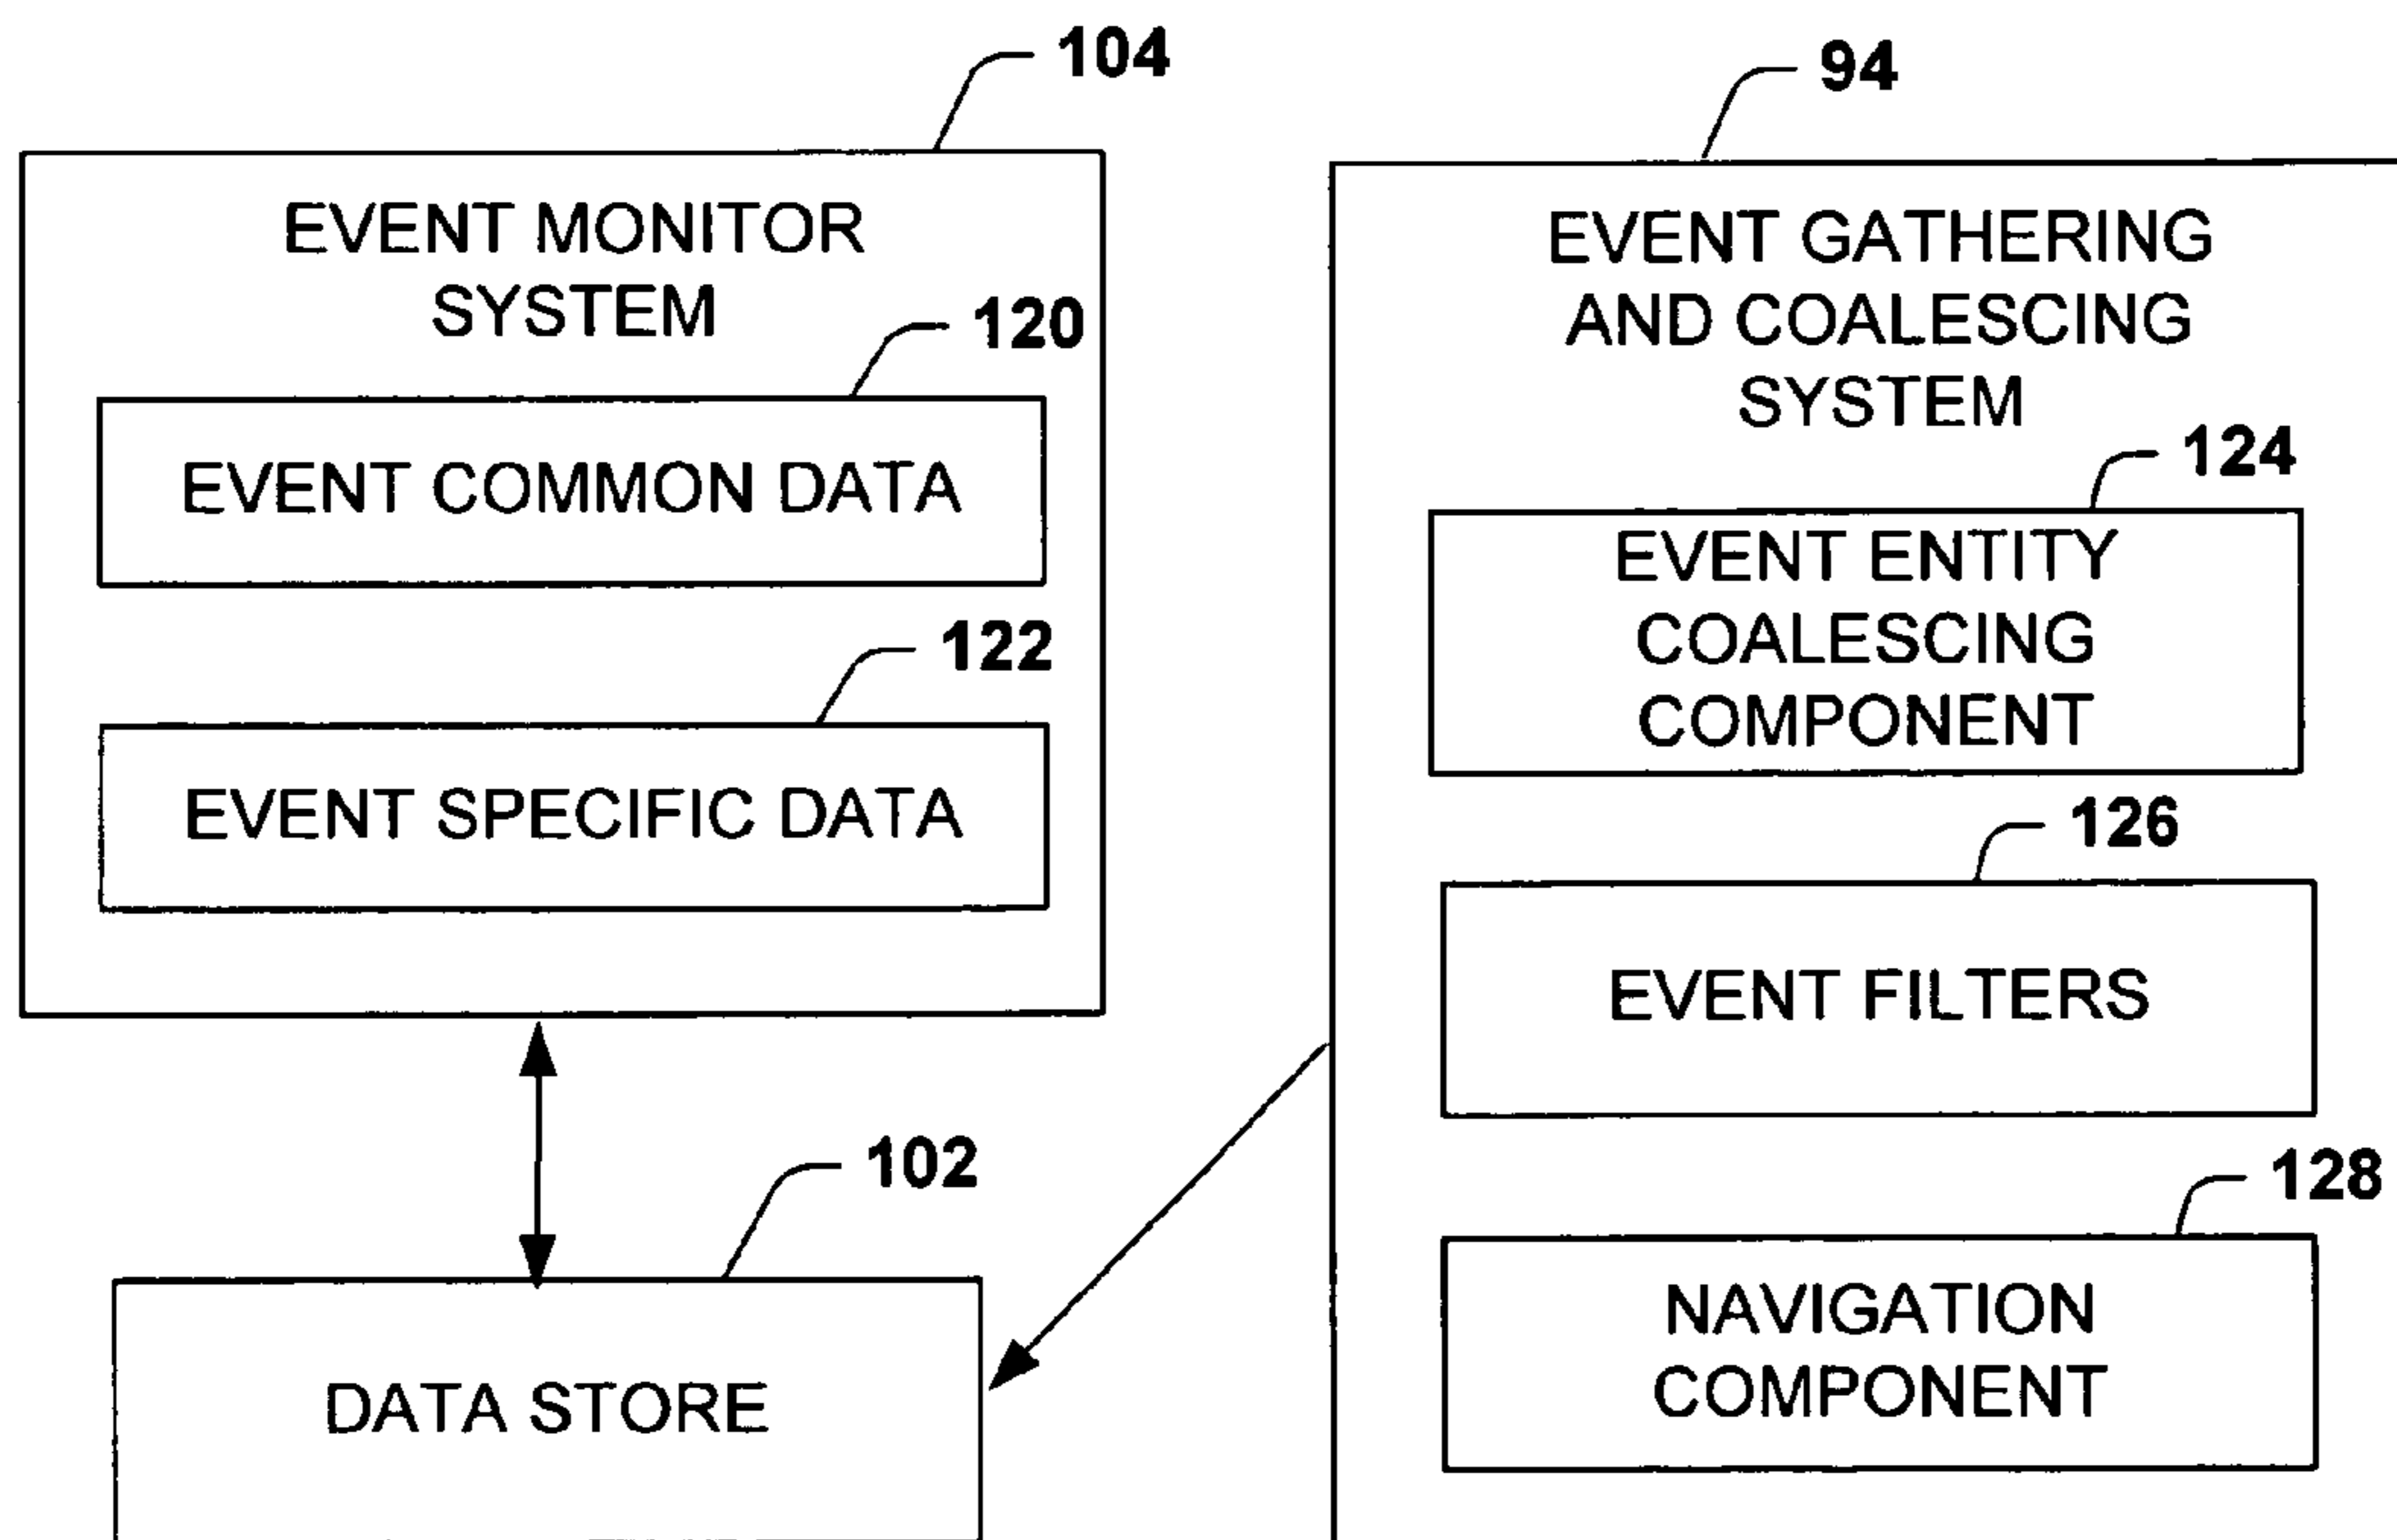 104
EVENT MONITOR
SYSTEM
120
EVENT COMMON DATA
122
EVENT SPECIFIC DATA
102
DATA STORE
94
EVENT GATHERING
AND COALESCING
SYSTEM
124
EVENT ENTITY
COALESCING
COMPONENT
126
EVENT FILTERS
128
NAVIGATION
COMPONENT